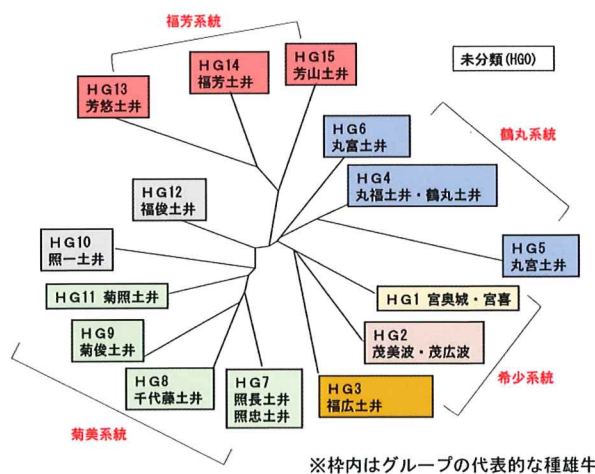 福芳系統
HG15
芳山土井
HG14
福芳土井
HG13
芳悠土井
未分類(HG0)
鶴丸系統
HG6
丸富土井
HG4
丸福土井・鶴丸土井
HG5
丸宮土井
HG12
福俊土井
HG10
照一土井
HG11 菊照土井
HG9
菊俊土井
HG8
千代藤土井
HG7
照長土井
照忠土井
HG1 宮奥城・宮喜
HG2
茂美波・茂広波
HG3
福広土井
希少系統
菊美系統
※枠内はグループの代表的な種雄牛